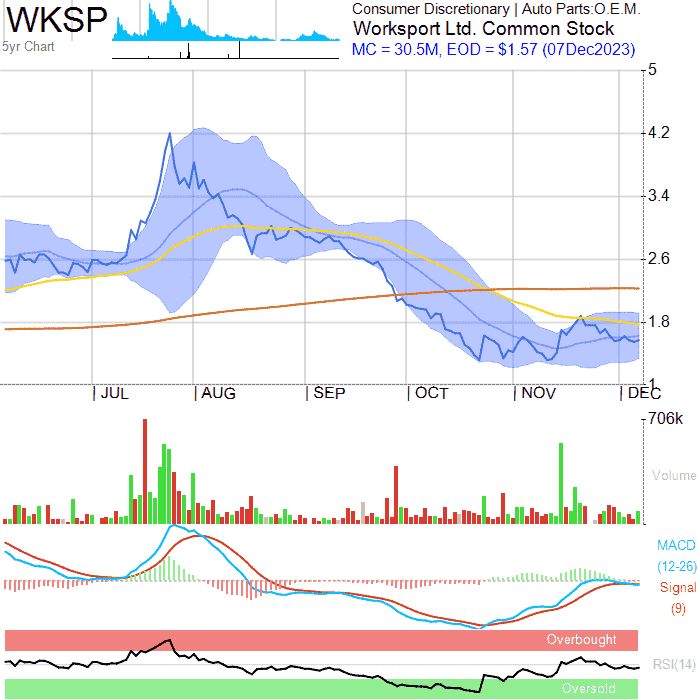 WKSP
5yr Chart
Consumer Discretionary | Auto Parts:O.E.M.
Worksport Ltd. Common Stock
MC = 30.5M, EOD = $1.57 (07Dec2023)
5
4.2
3.4
2.6
1.8
1
JUL AUG SEP OCT NOV DEC
706k
Volume
MACD
(12-26)
Signal
(9)
Overbought
RSI(14)
Oversold